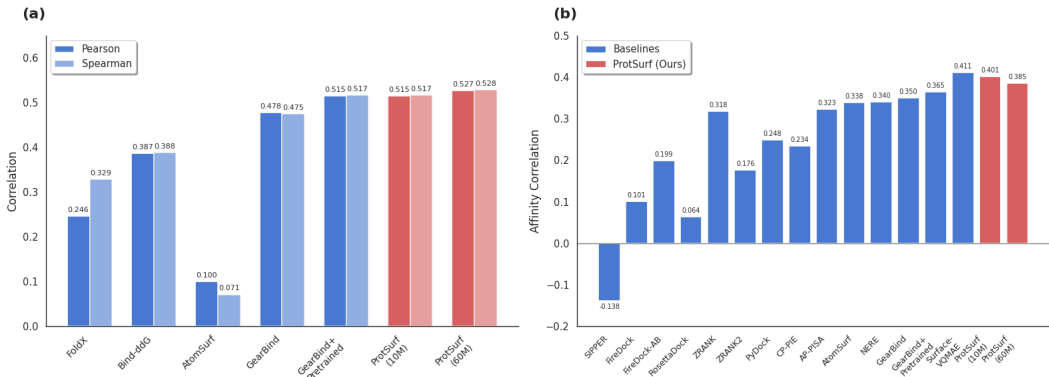 (a)
Correlation
0.6
0.5
0.4
0.3
0.2
0.1
0.0
Pearson
Spearman
0.246
0.329
0.387
0.388
0.100
0.071
0.478
0.475
0.515
0.517
0.515
0.517
0.527
0.528
FoldX
Bind-ddG
AtomSurf
GearBind
GearBind+
Pretrained
ProtSurf
(10M)
ProtSurf
(60M)
(b)
Affinity Correlation
0.5
0.4
0.3
0.2
0.1
0.0
−0.1
−0.2
Baselines
ProtSurf (Ours)
-0.138
0.101
0.199
0.064
0.318
0.176
0.248
0.234
0.323
0.338
0.340
0.350
0.365
0.411
0.401
0.385
SIPPER
FireDock
FireDock-AB
RosettaDock
ZRANK
ZRANK2
PyDock
CP-PIE
AP-PISA
AtomSurf
NERE
GearBind
GearBind+
Pretrained
Surface-
VQMAE
ProtSurf
(10M)
ProtSurf
(60M)